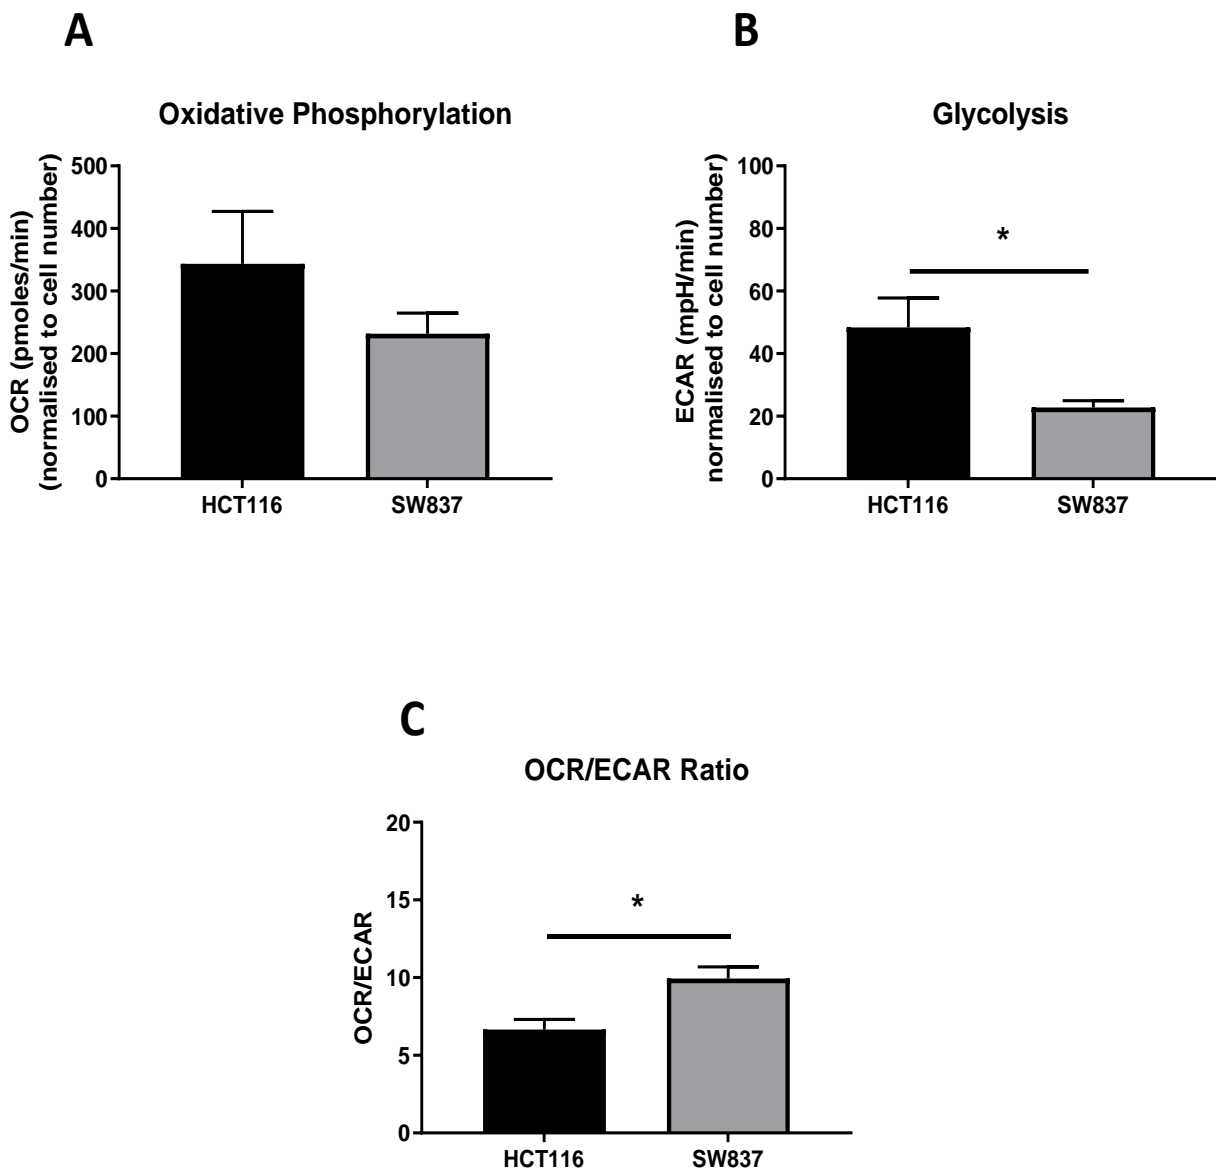 A
Oxidative Phosphorylation
OCR (pmoles/min)
(normalised to cell number)
500
400
300
200
100
0
HCT116 SW837
B
Glycolysis
ECAR (mpH/min)
normalised to cell number)
100
80
60
40
20
0
*
HCT116 SW837
C
OCR/ECAR Ratio
OCR/ECAR
20
15
10
5
0
*
HCT116 SW837